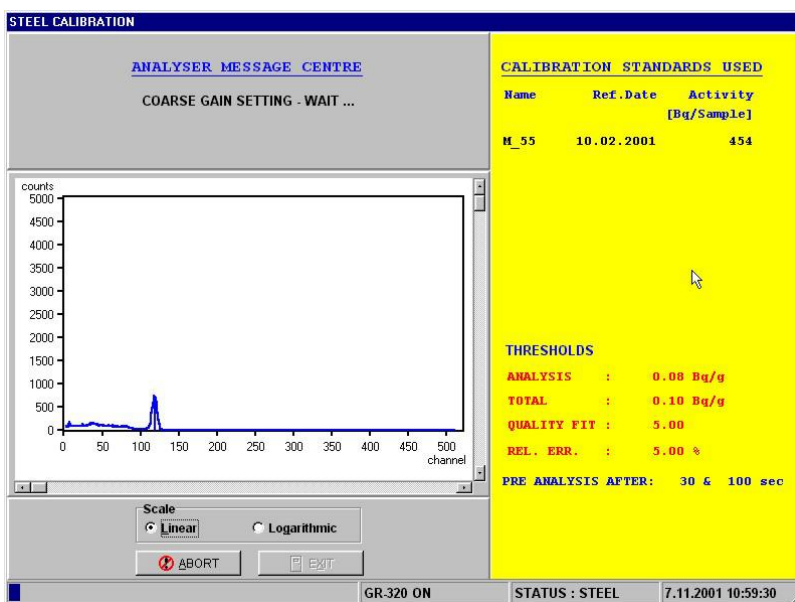 STEEL CALIBRATION
ANALYSER MESSAGE CENTRE
COARSE GAIN SETTING - WAIT ...
counts
5000
4500
4000
3500
3000
2500
2000
1500
1000
500
0
0 50 100 150 200 250 300 350 400 450 500
channel
Scale
Linear Logarithmic
ABORT EXIT
CALIBRATION STANDARDS USED
Name Ref.Date Activity
[Bq/Sample]
M_55 10.02.2001 454
THRESHOLDS
ANALYSIS : 0.08 Bq/g
TOTAL : 0.10 Bq/g
QUALITY FIT : 5.00
REL. ERR. : 5.00 %
PRE ANALYSIS AFTER: 30 & 100 sec
GR-320 ON STATUS : STEEL 7.11.2001 10:59:30